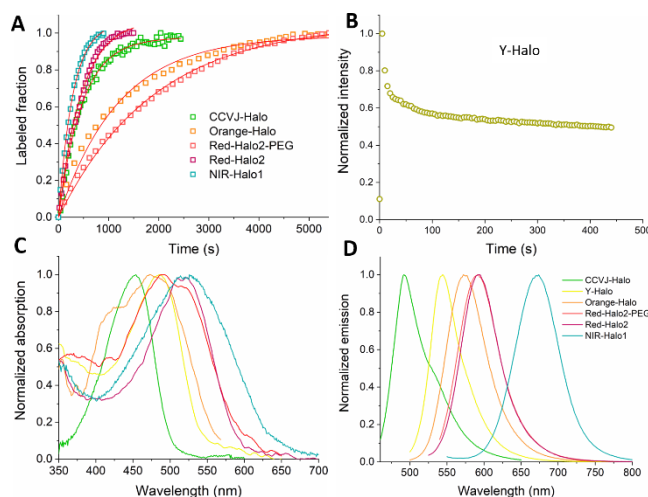 A
Labeled fraction
1.0
0.8
0.6
0.4
0.2
0.0
CCVJ-Halo
Orange-Halo
Red-Halo2-PEG
Red-Halo2
NIR-Halo1
0 1000 2000 3000 4000 5000
Time (s)
B
Y-Halo
Normalized intensity
1.0
0.8
0.6
0.4
0.2
0.0
0 100 200 300 400 500
Time (s)
C
Normalized absorption
1.0
0.8
0.6
0.4
0.2
0.0
350 400 450 500 550 600 650 700
Wavelength (nm)
D
Normalized emission
1.0
0.8
0.6
0.4
0.2
0.0
CCVJ-Halo
Y-Halo
Orange-Halo
Red-Halo2-PEG
Red-Halo2
NIR-Halo1
500 550 600 650 700 750 800
Wavelength (nm)